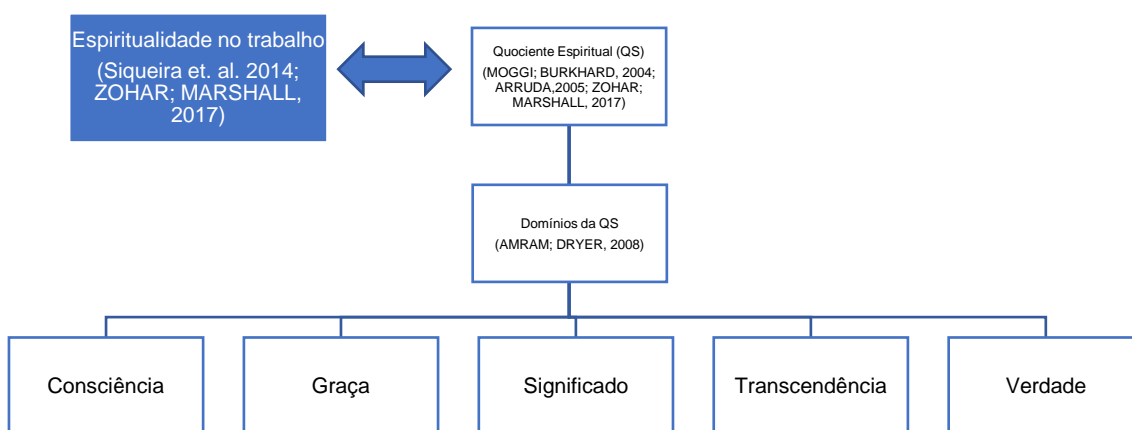 Espiritualidade no trabalho
(Siqueira et. al. 2014;
ZOHAR; MARSHALL,
2017)
Quociente Espiritual (QS)
(MOGGI; BURKHARD, 2004;
ARRUDA,2005; ZOHAR;
MARSHALL, 2017)
Domínios da QS
(AMRAM; DRYER, 2008)
Consciência
Graça
Significado
Transcendência
Verdade